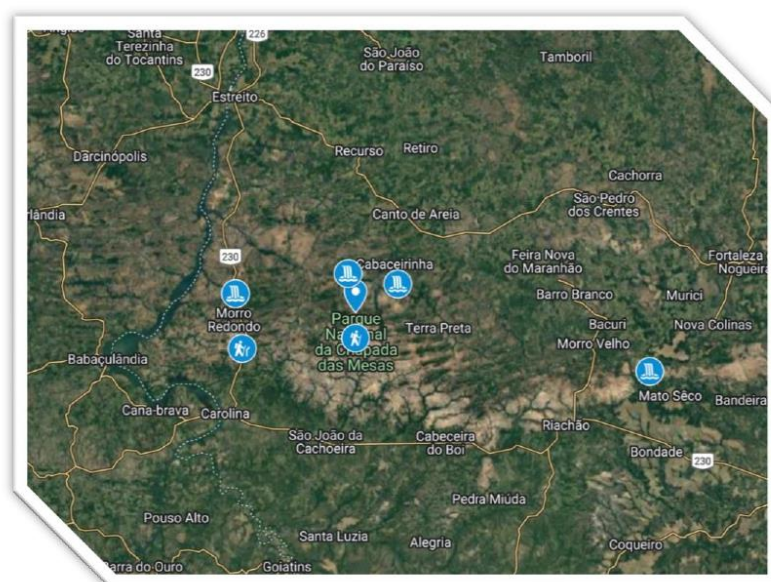 Santa
Terezinha
do Tocantins
226
São João
do Paraíso
Tamboril
230
Estreito
Darcinópolis
Recurso
Retiro
Cachorra
São Pedro
dos Crentes
Canto de Areia
230
Cabaceirinha
Feira Nova
do Maranhão
Fortaleza
Nogueira
Barro Branco
Murici
Morro
Redondo
Parque
Nacional
da Chapada
das Mesas
Terra Preta
Bacuri
Nova Colinas
Morro Velho
Babaçulândia
Mato Sêco
Bandeira
Cana-brava
Carolina
São João da
Cachoeira
Cabeceira
do Boi
Riachão
Bondade
230
Pedra Miúda
Pouso Alto
Santa Luzia
Alegria
Coqueiro
Barra do Ouro
Goiatins